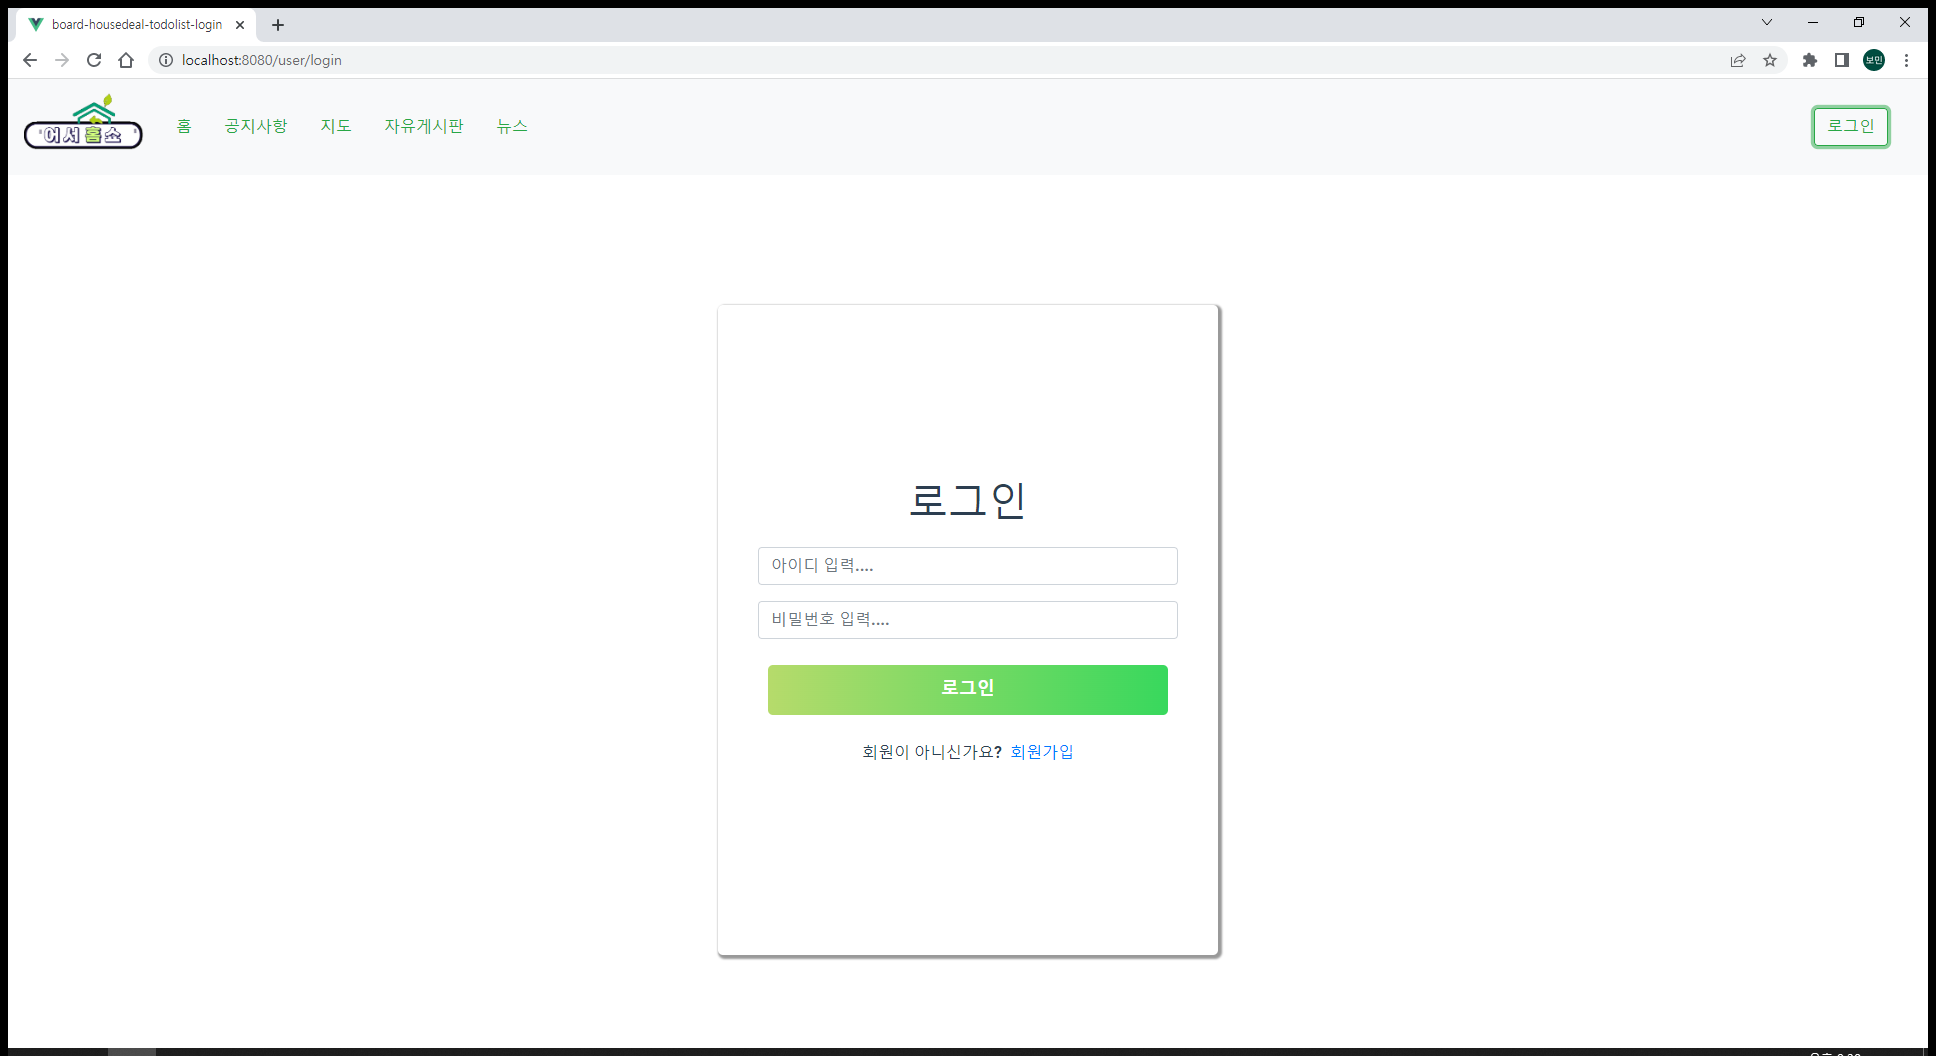 board-housedeal-todolist-login
localhost:8080/user/login
보민
어서홈소
홈 공지사항 지도 자유게시판 뉴스 로그인
로그인
아이디 입력....
비밀번호 입력....
로그인
회원이 아니신가요? 회원가입